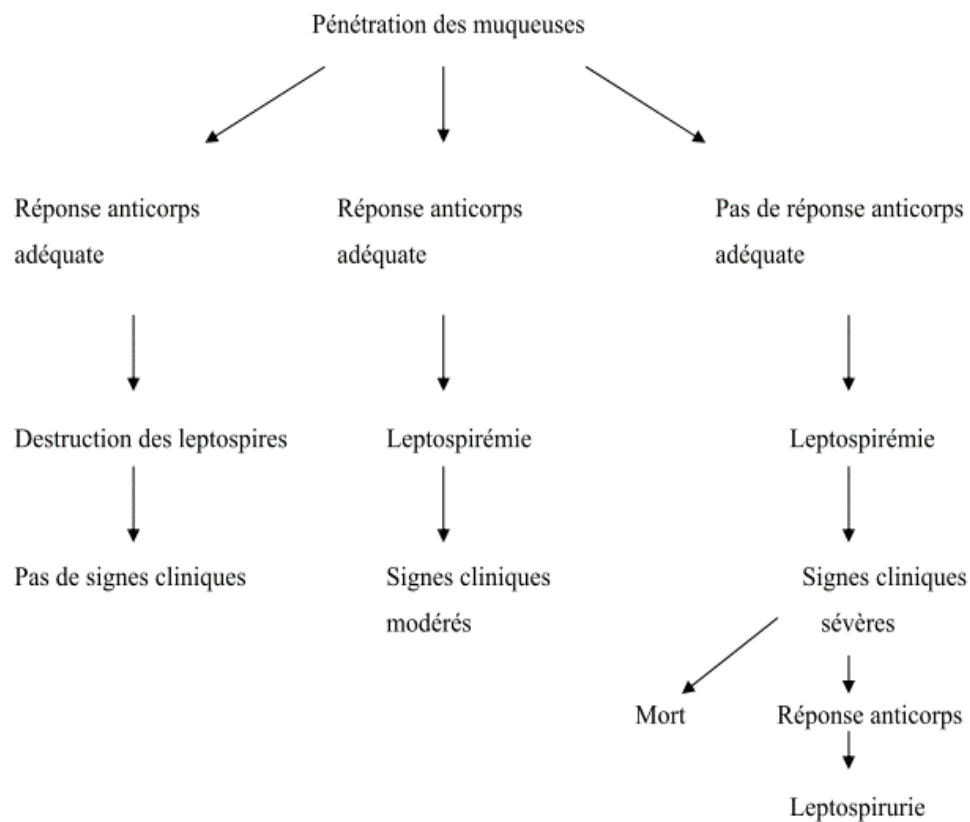 Pénétration des muqueuses
Réponse anticorps
adéquate
Réponse anticorps
adéquate
Pas de réponse anticorps
adéquate
Destruction des leptospires
Leptospirémie
Leptospirémie
Pas de signes cliniques
Signes cliniques
modérés
Signes cliniques
sévères
Mort
Réponse anticorps
Leptospirurie